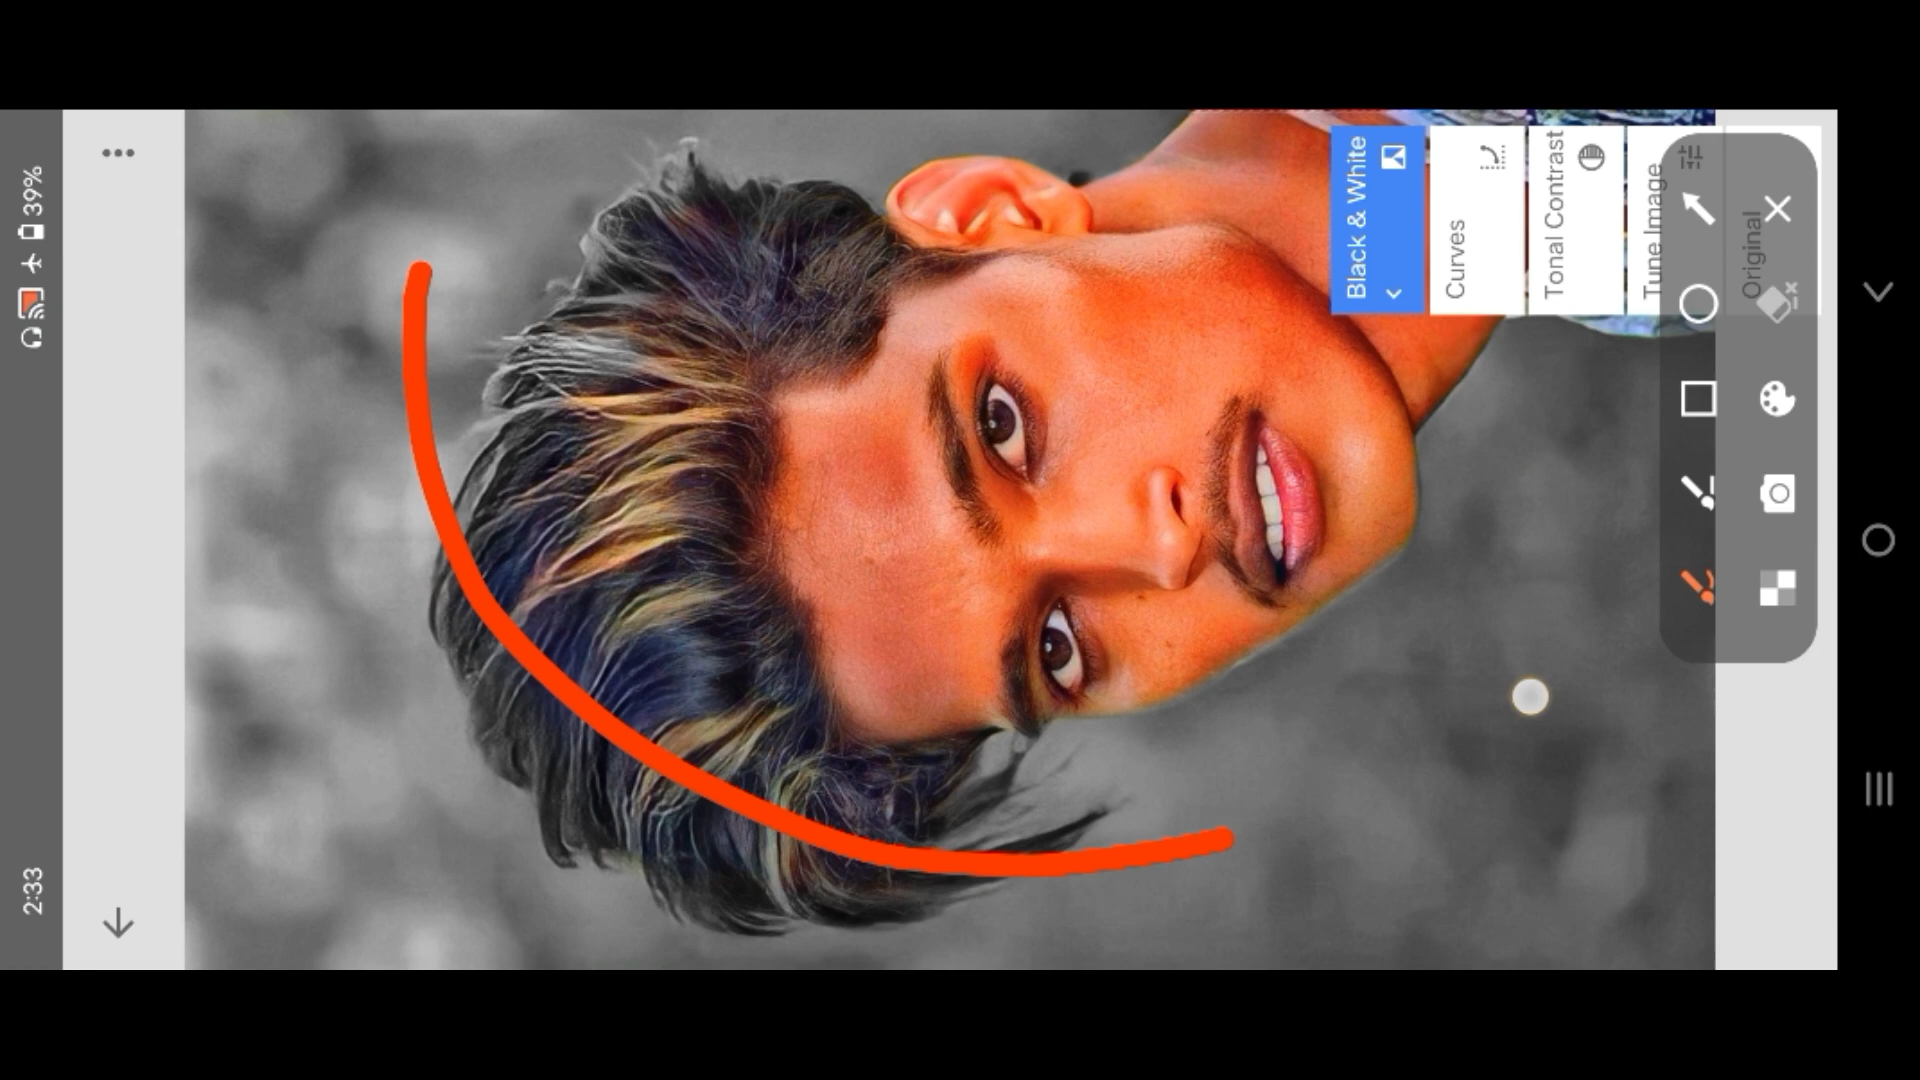 2:33
39%
Black & White
Curves
Tonal Contrast
Tune Image
Original